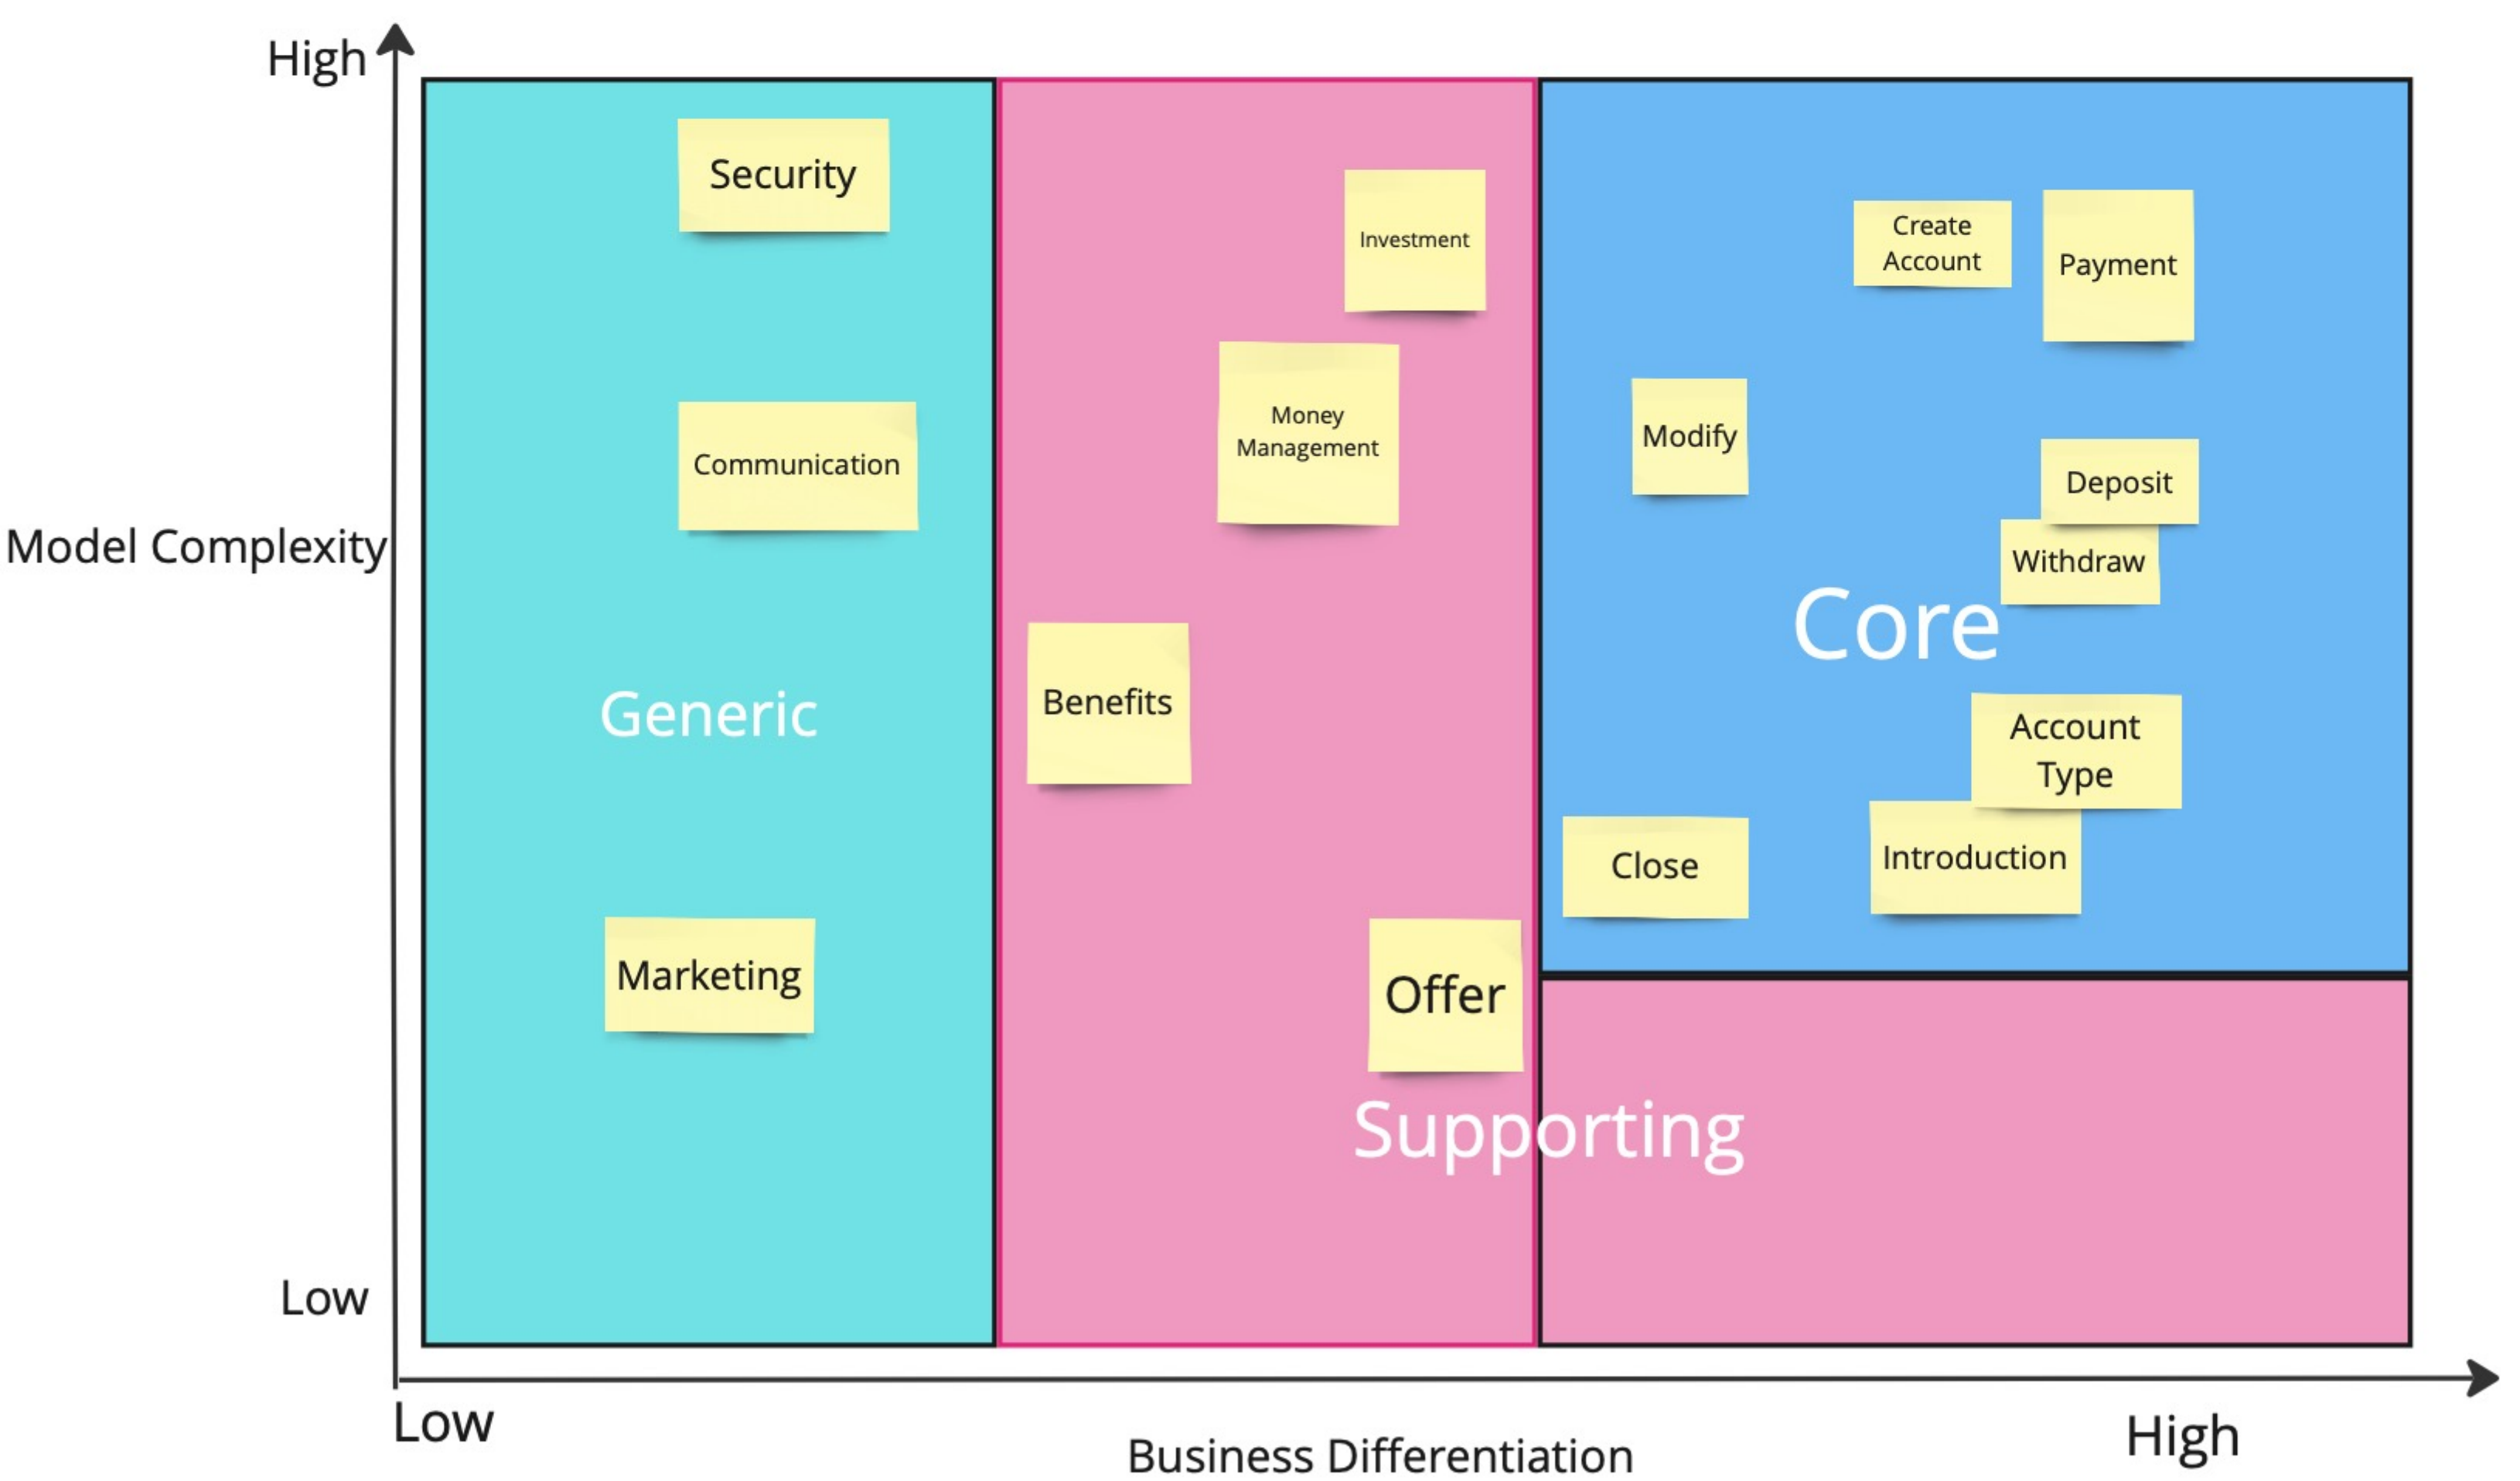 High
Security
Investment
Create
Account
Payment
Money
Management
Modify
Communication
Deposit
Model Complexity
Withdraw
Core
Benefits
Generic
Account
Type
Close
Introduction
Marketing
Offer
Supporting
Low
Low
High
Business Differentiation